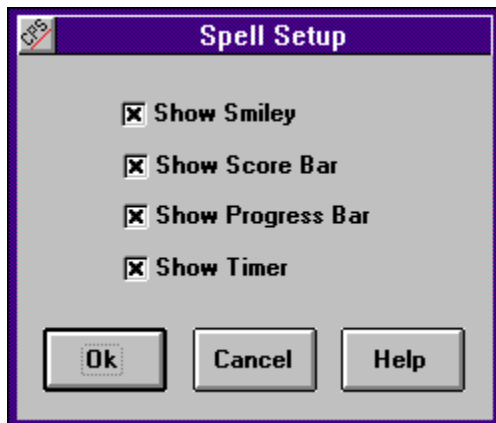 CPS
Spell Setup
Show Smiley
Show Score Bar
Show Progress Bar
Show Timer
Ok Cancel Help